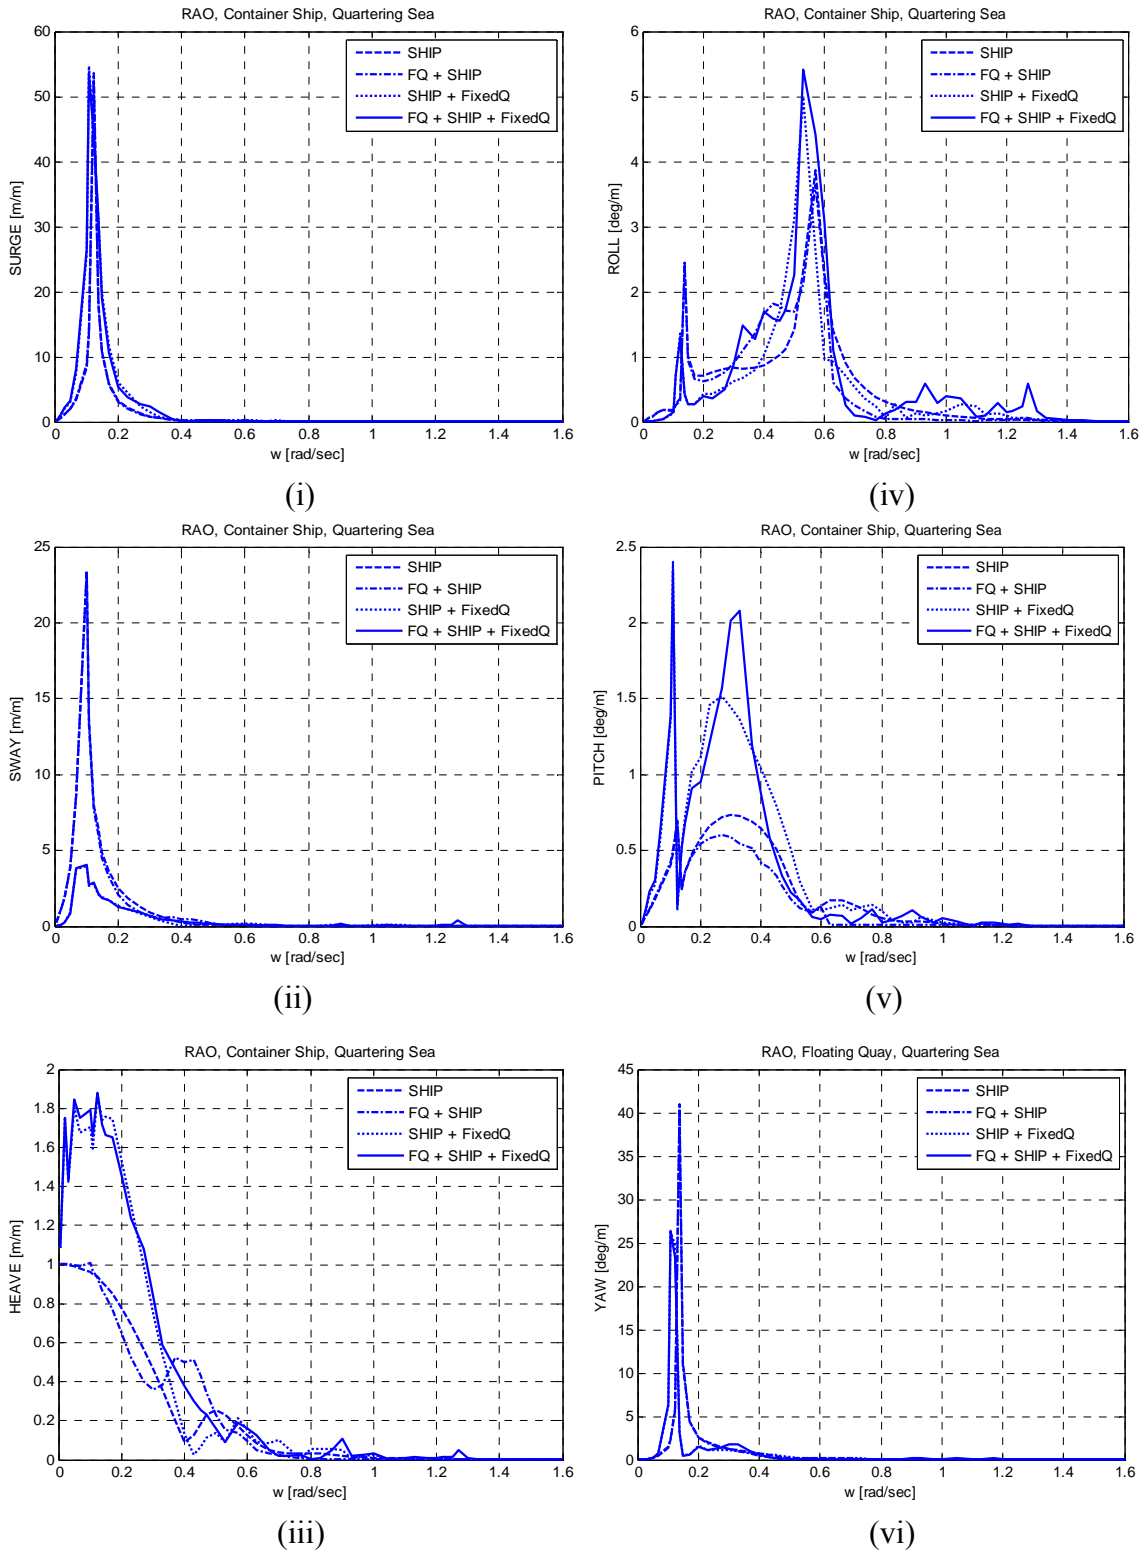 RAO, Container Ship, Quartering Sea
60
50
40
30
20
10
0
SURGE [m/m]
SHIP
FQ + SHIP
SHIP + FixedQ
FQ + SHIP + FixedQ
0 0.2 0.4 0.6 0.8 1 1.2 1.4 1.6
w [rad/sec]
(i)
RAO, Container Ship, Quartering Sea
6
5
4
3
2
1
0
ROLL [deg/m]
SHIP
FQ + SHIP
SHIP + FixedQ
FQ + SHIP + FixedQ
0 0.2 0.4 0.6 0.8 1 1.2 1.4 1.6
w [rad/sec]
(iv)
RAO, Container Ship, Quartering Sea
25
20
15
10
5
0
SWAY [m/m]
SHIP
FQ + SHIP
SHIP + FixedQ
FQ + SHIP + FixedQ
0 0.2 0.4 0.6 0.8 1 1.2 1.4 1.6
w [rad/sec]
(ii)
RAO, Container Ship, Quartering Sea
2.5
2
1.5
1
0.5
0
PITCH [deg/m]
SHIP
FQ + SHIP
SHIP + FixedQ
FQ + SHIP + FixedQ
0 0.2 0.4 0.6 0.8 1 1.2 1.4 1.6
w [rad/sec]
(v)
RAO, Container Ship, Quartering Sea
2
1.8
1.6
1.4
1.2
1
0.8
0.6
0.4
0.2
0
HEAVE [m/m]
SHIP
FQ + SHIP
SHIP + FixedQ
FQ + SHIP + FixedQ
0 0.2 0.4 0.6 0.8 1 1.2 1.4 1.6
w [rad/sec]
(iii)
RAO, Floating Quay, Quartering Sea
45
40
35
30
25
20
15
10
5
0
YAW [deg/m]
SHIP
FQ + SHIP
SHIP + FixedQ
FQ + SHIP + FixedQ
0 0.2 0.4 0.6 0.8 1 1.2 1.4 1.6
w [rad/sec]
(vi)